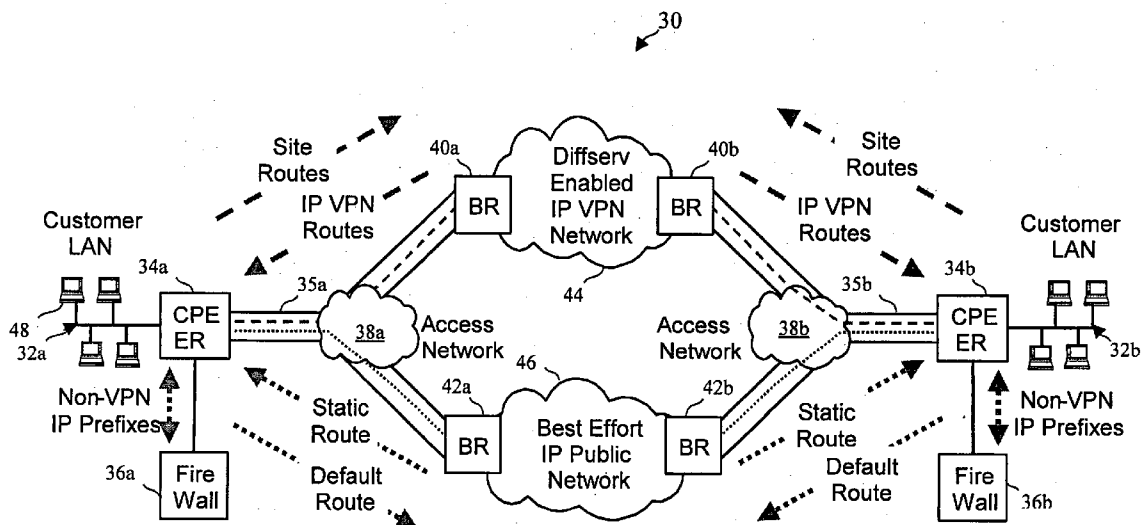 30
Site
Routes
40a
Diffserv
Enabled
IP VPN
Network
40b
Site
Routes
BR
BR
IP VPN
Routes
IP VPN
Routes
Customer
LAN
Customer
LAN
34a
35a
44
35b
34b
48
32a
CPE
ER
38a
Access
Network
Access
Network
38b
CPE
ER
32b
46
42a
42b
Non-VPN
IP Prefixes
Static
Route
Static
Route
Non-VPN
IP Prefixes
BR
Best Effort
IP Public
Network
BR
Default
Route
Default
Route
36a
Fire
Wall
Fire
Wall
36b